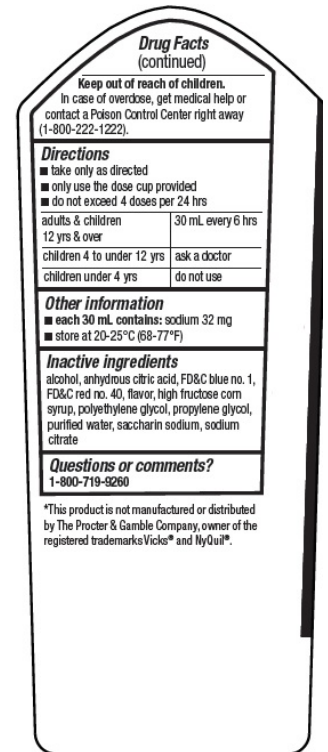 Drug Facts
(continued)
Keep out of reach of children.
In case of overdose, get medical help or
contact a Poison Control Center right away
(1-800-222-1222).
Directions
■ take only as directed
■ only use the dose cup provided
■ do not exceed 4 doses per 24 hrs
adults & children 30 mL every 6 hrs
12 yrs & over
children 4 to under 12 yrs ask a doctor
children under 4 yrs do not use
Other information
■ each 30 mL contains: sodium 32 mg
■ store at 20-25°C (68-77°F)
Inactive ingredients
alcohol, anhydrous citric acid, FD&C blue no. 1,
FD&C red no. 40, flavor, high fructose corn
syrup, polyethylene glycol, propylene glycol,
purified water, saccharin sodium, sodium
citrate
Questions or comments?
1-800-719-9260
*This product is not manufactured or distributed
by The Procter & Gamble Company, owner of the
registered trademarks Vicks® and NyQuil®.